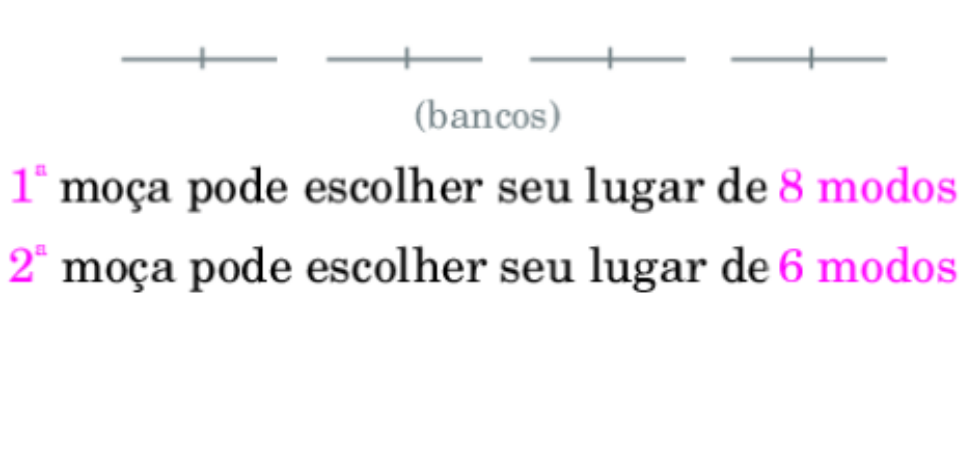 (bancos)
1ª moça pode escolher seu lugar de 8 modos
2ª moça pode escolher seu lugar de 6 modos